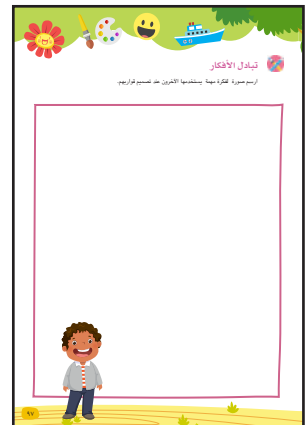 تبادل الأفكار
ارسم صورة لفكرة مهمة يستخدمها الآخرون عند تصميم قواربهم.
٩٧